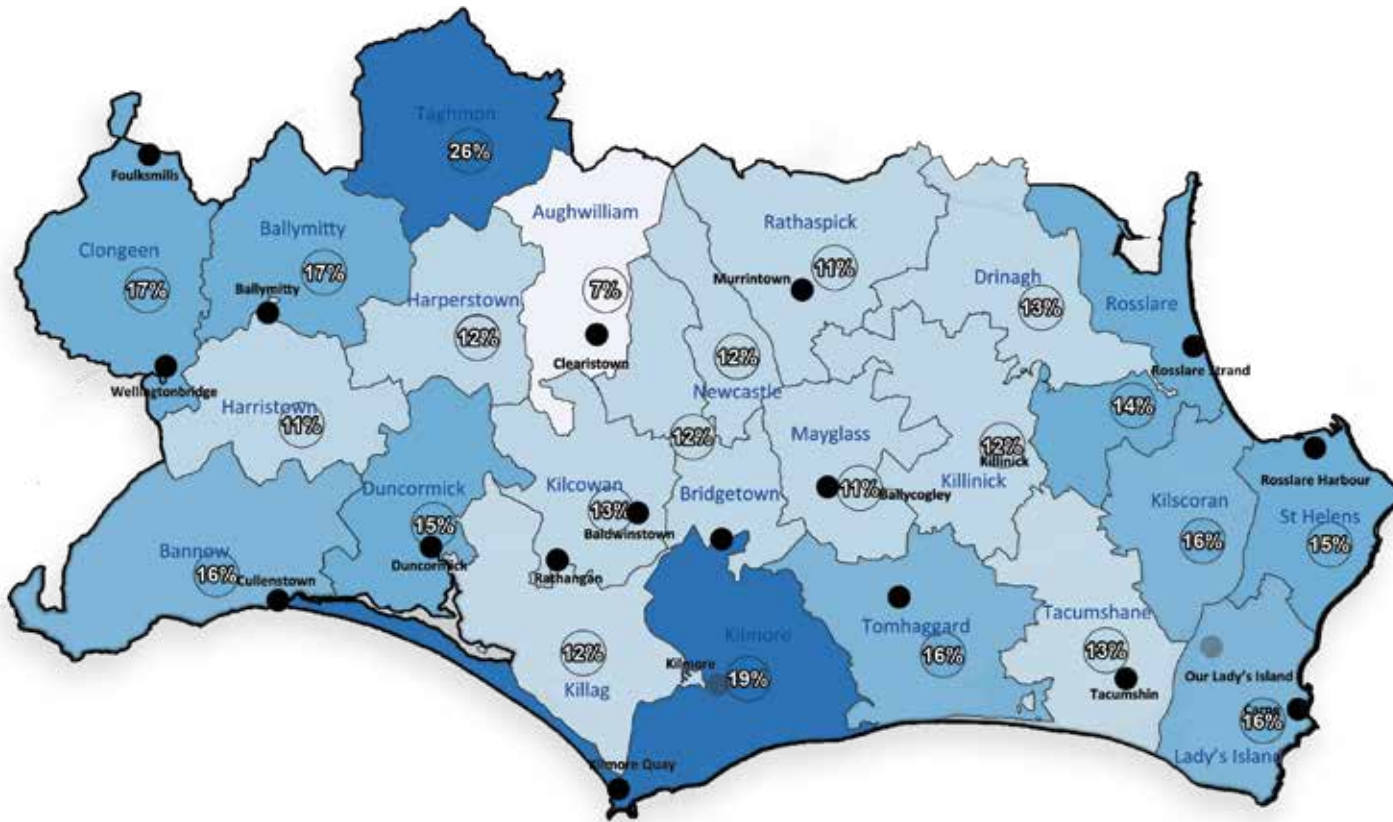 Taghmon
26%
Foulksmills
Aughwilliam
Rathaspick
Ballymitty
Clongeen
17%
17%
Ballymitty
Harperstown
12%
7%
Clearistown
Murrintown
11%
Drinagh
13%
Rosslare
Rosslare Strand
12%
Newcastle
Wellingtonbridge
Harristown
11%
12%
Mayglass
14%
12%
Killinick
Killinick
Rosslare Harbour
Duncormick
15%
Duncormick
Kilcowan
13%
Baldwinstown
Bridgetown
11%
Ballycogley
Kilscoran
16%
St Helens
15%
Bannow
16%
Cullenstown
Rathangan
Tacumshane
13%
Tacumshin
Tomhaggard
16%
Kilmore
Kilmore
19%
12%
Killag
Our Lady's Island
Carng
16%
Lady's Island
Kilmore Quay